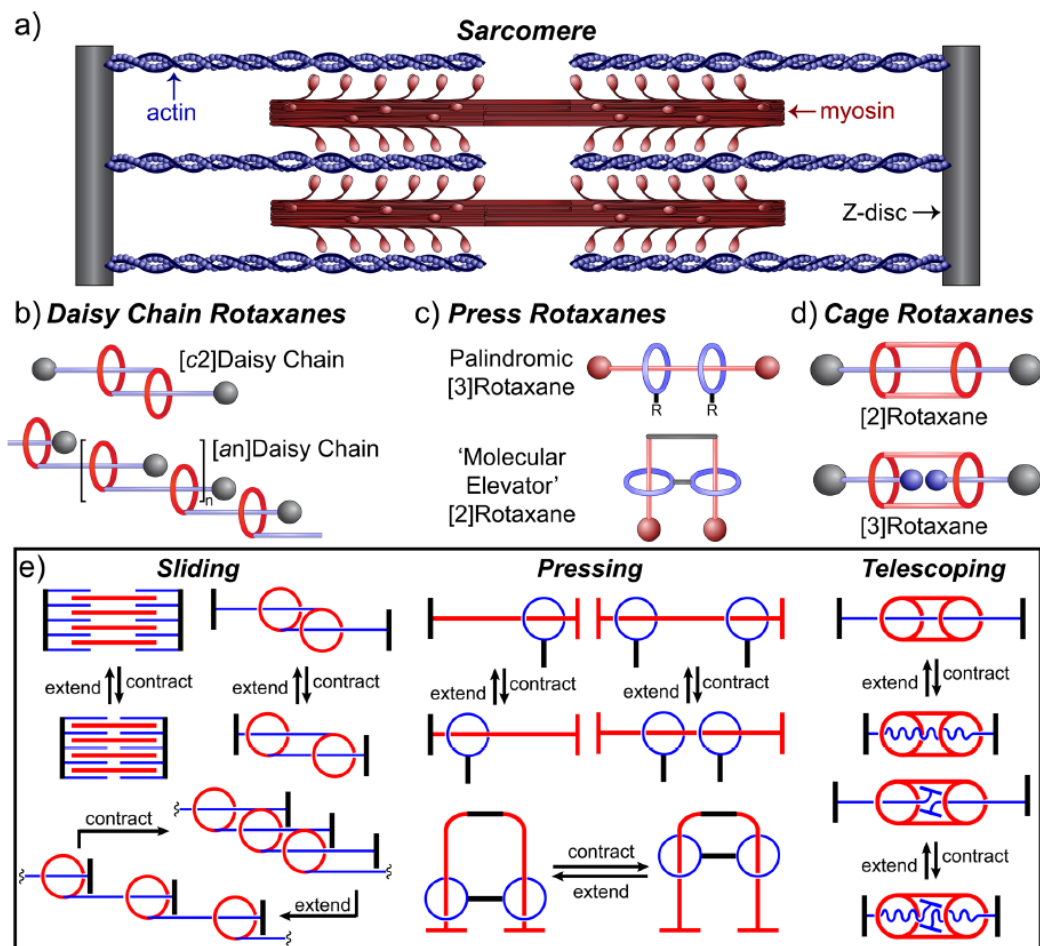 a)
Sarcomere
actin
myosin
Z-disc
b) Daisy Chain Rotaxanes
[c2]Daisy Chain
[an]Daisy Chain
n
c) Press Rotaxanes
Palindromic
[3]Rotaxane
R R
'Molecular
Elevator'
[2]Rotaxane
d) Cage Rotaxanes
[2]Rotaxane
[3]Rotaxane
e)
Sliding
extend contract
extend contract
contract
extend
Pressing
extend contract
extend contract
contract
extend
Telescoping
extend contract
extend contract